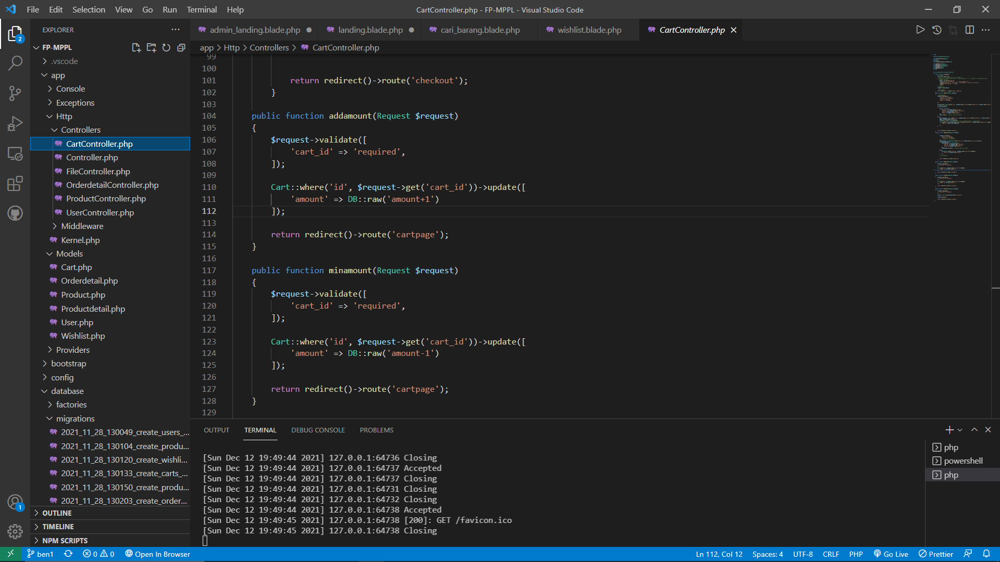 File Edit Selection View Go Run Terminal Help
CartController.php - FP-MPPL - Visual Studio Code
EXPLORER
admin_landing.blade.php
landing.blade.php
cari_barang.blade.php
wishlist.blade.php
CartController.php
FP-MPPL
app > Http > Controllers > CartController.php
2
.vscode
app
Console
Exceptions
Http
Controllers
CartController.php
Controller.php
FileController.php
OrderdetailController.php
ProductController.php
UserController.php
Middleware
Kernel.php
Models
Cart.php
Orderdetail.php
Product.php
Productdetail.php
User.php
Wishlist.php
Providers
bootstrap
config
database
factories
migrations
2021_11_28_130049_create_users_...
2021_11_28_130104_create_produ...
2021_11_28_130120_create_wishli...
2021_11_28_130133_create_carts_...
2021_11_28_130150_create_produ...
2021_11_28_130203_create_order...
OUTLINE
TIMELINE
NPM SCRIPTS
1
99
100
101 return redirect()->route('checkout');
102 }
103
104 public function addamount(Request $request)
105 {
106 $request->validate([
107 'cart_id' => 'required',
108 ]);
109
110 Cart::where('id', $request->get('cart_id'))->update([
111 'amount' => DB::raw('amount+1')
112 ]);
113
114 return redirect()->route('cartpage');
115 }
116
117 public function minamount(Request $request)
118 {
119 $request->validate([
120 'cart_id' => 'required',
121 ]);
122
123 Cart::where('id', $request->get('cart_id'))->update([
124 'amount' => DB::raw('amount-1')
125 ]);
126
127 return redirect()->route('cartpage');
128 }
129
OUTPUT TERMINAL DEBUG CONSOLE PROBLEMS
[Sun Dec 12 19:49:44 2021] 127.0.0.1:64736 Closing
[Sun Dec 12 19:49:44 2021] 127.0.0.1:64737 Accepted
[Sun Dec 12 19:49:44 2021] 127.0.0.1:64737 Closing
[Sun Dec 12 19:49:44 2021] 127.0.0.1:64731 Closing
[Sun Dec 12 19:49:44 2021] 127.0.0.1:64732 Closing
[Sun Dec 12 19:49:44 2021] 127.0.0.1:64738 Accepted
[Sun Dec 12 19:49:45 2021] 127.0.0.1:64738 [200]: GET /favicon.ico
[Sun Dec 12 19:49:45 2021] 127.0.0.1:64738 Closing
php
powershell
php
ben1 0 0 Open In Browser
Ln 112, Col 12 Spaces: 4 UTF-8 CRLF PHP Go Live Prettier